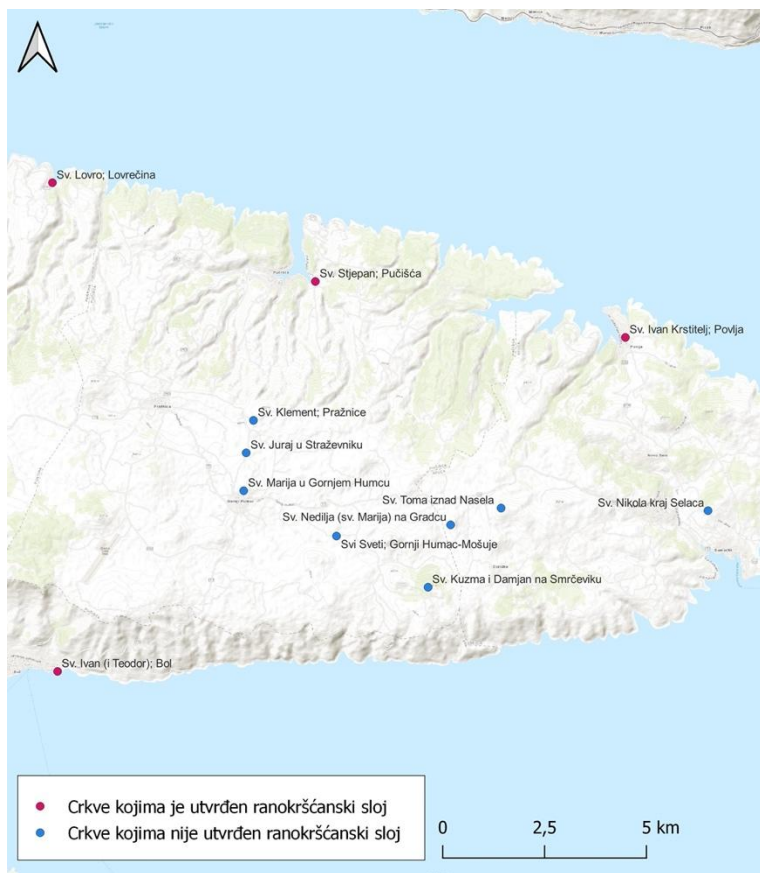 Sv. Lovro; Lovrečina
Sv. Stjepan; Pučišća
Sv. Ivan Krstitelj; Povlja
Sv. Klement; Pražnice
Sv. Juraj u Straževniku
Sv. Marija u Gornjem Humcu
Sv. Toma iznad Nasela
Sv. Nikola kraj Selaca
Sv. Nedilja (sv. Marija) na Gradcu
Svi Sveti; Gornji Humac-Mošuje
Sv. Kuzma i Damjan na Smrčeviku
Sv. Ivan (i Teodor); Bol
Crkve kojima je utvrđen ranokršćanski sloj
Crkve kojima nije utvrđen ranokršćanski sloj
0 2,5 5 km